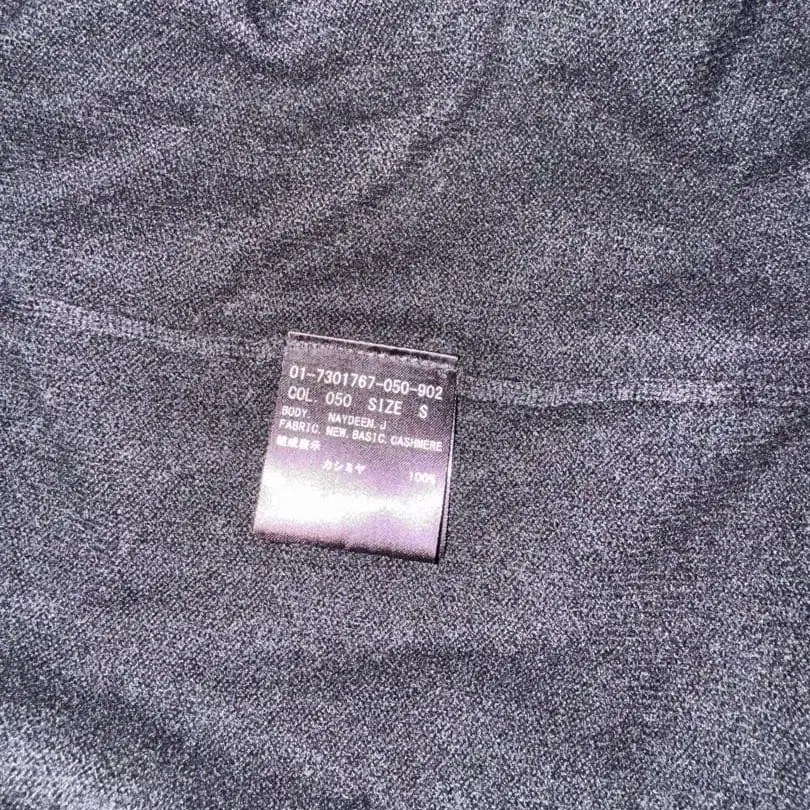 01-7301767-050-902
COL. 050 SIZE S
BODY. NAYDEEN.J
FABRIC. NEW.BASIC.CASHMERE
組成表示
カシミヤ 100%